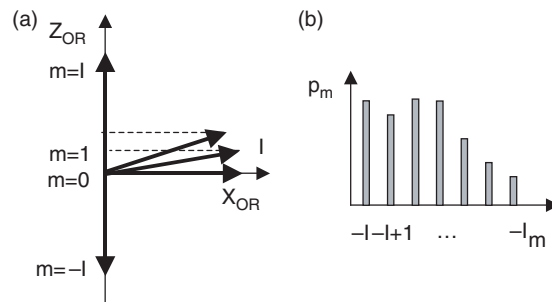 (a)
Z_OR
m=I
m=1
m=0
I
X_OR
m=–I
(b)
p_m
–I –I+1 ... –I_m